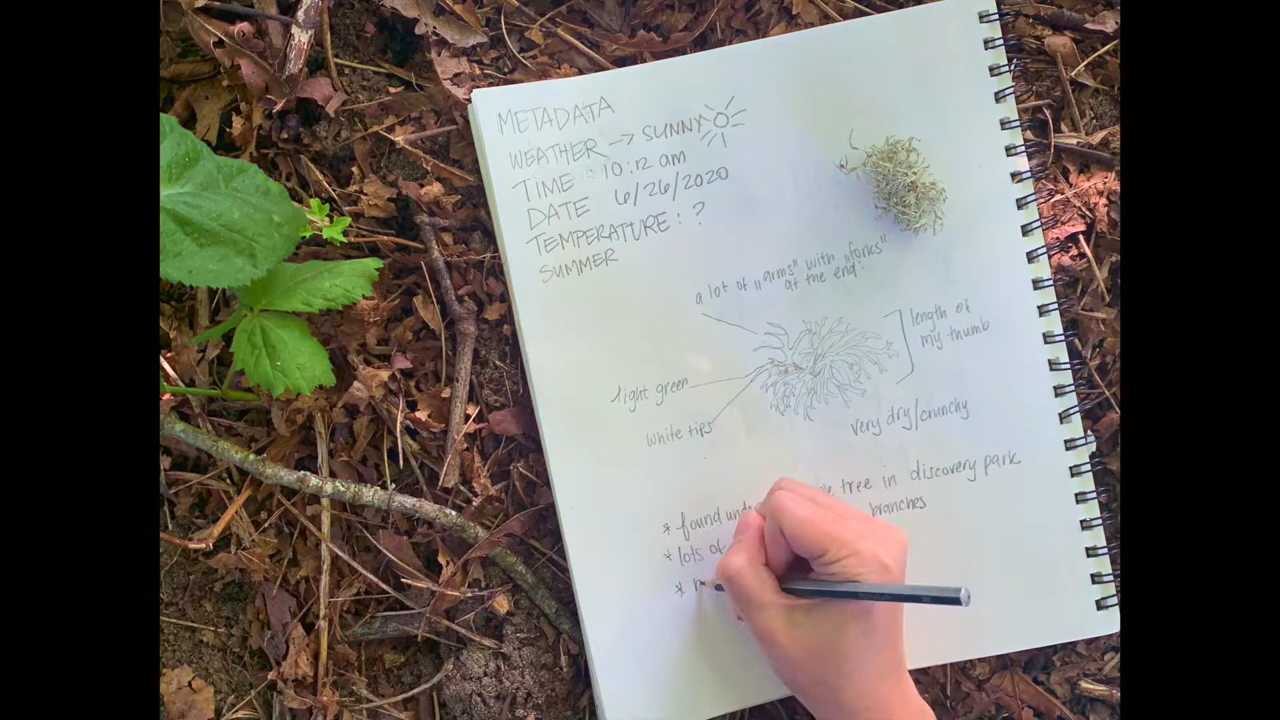 METADATA
WEATHER → SUNNY
TIME : 10:12 am
DATE 6/26/2020
TEMPERATURE : ?
SUMMER
a lot of „arms" with „forks"
at the end.
length of
my thumb
light green
white tips
very dry/crunchy
* found tree in discovery park
* lots of branches
*